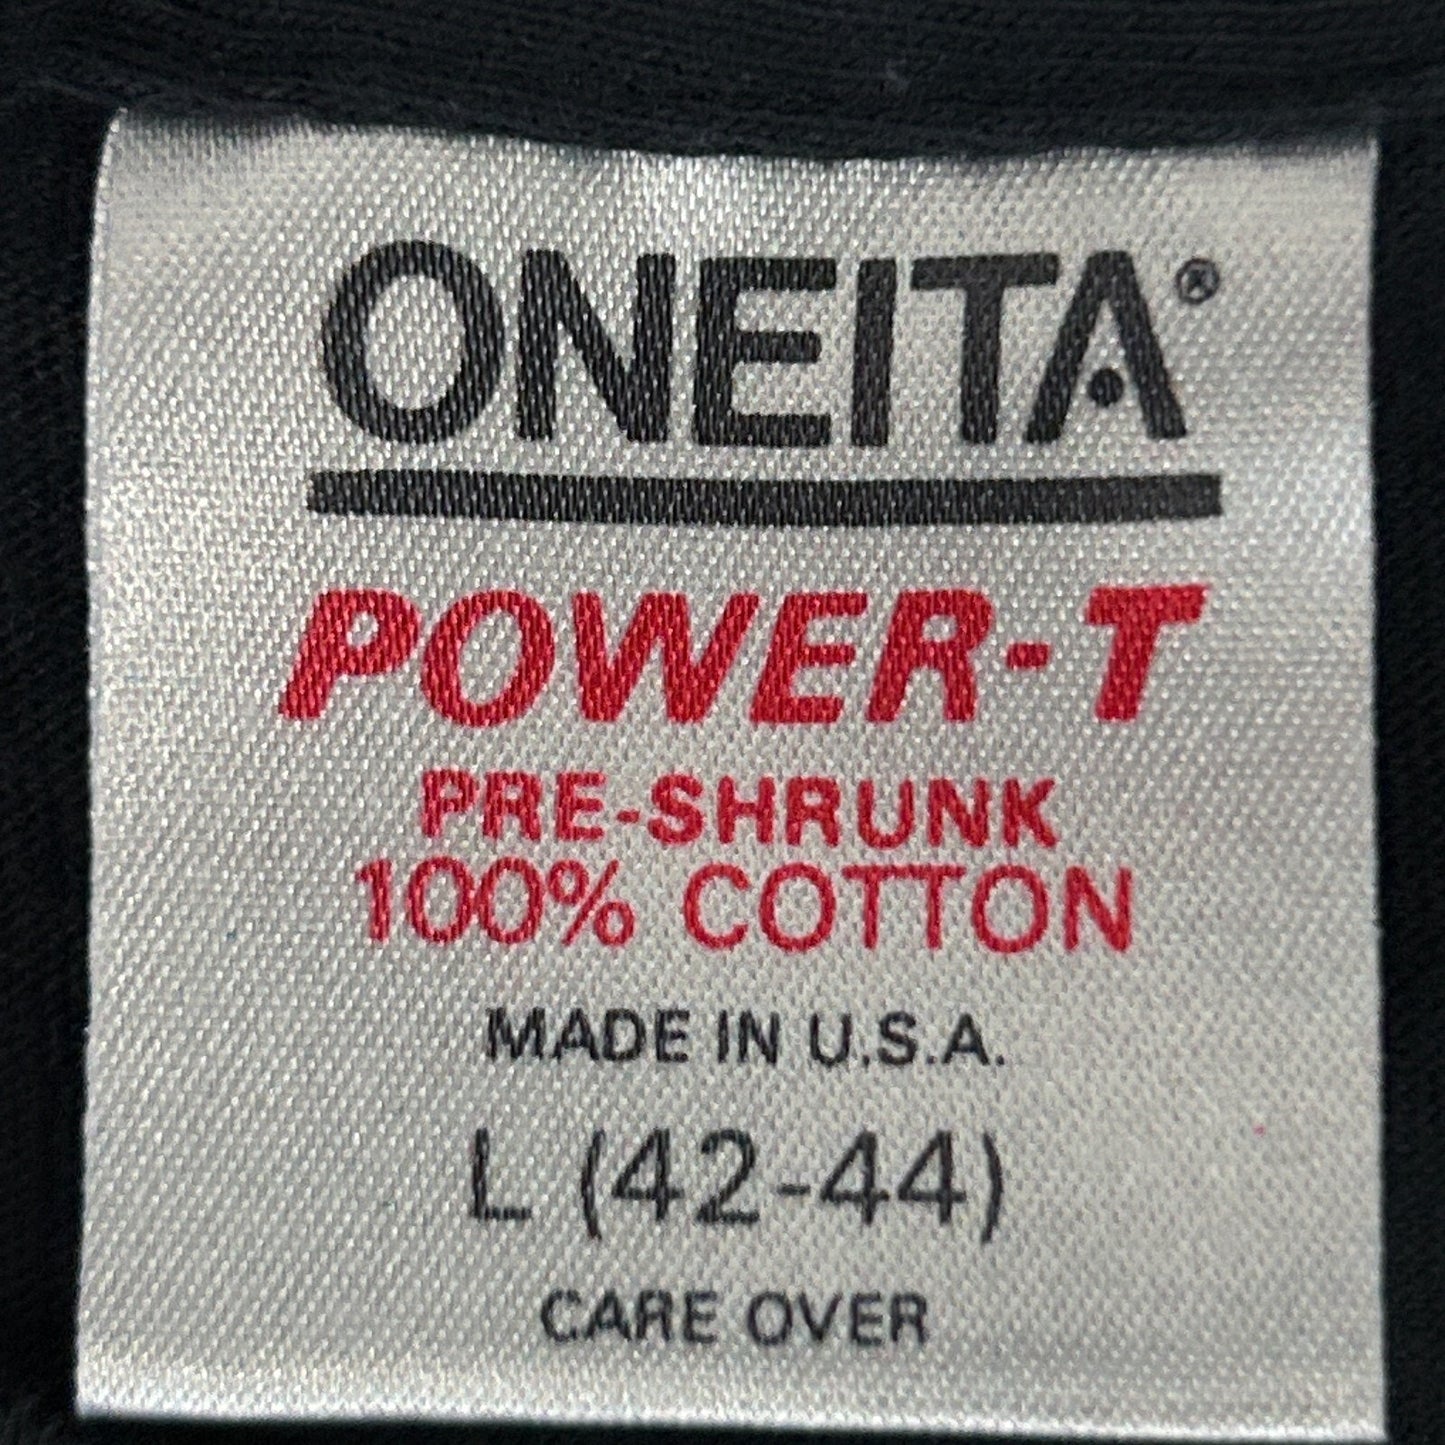 ONEITA®
POWER-T
PRE-SHRUNK
100% COTTON
MADE IN U.S.A.
L (42-44)
CARE OVER